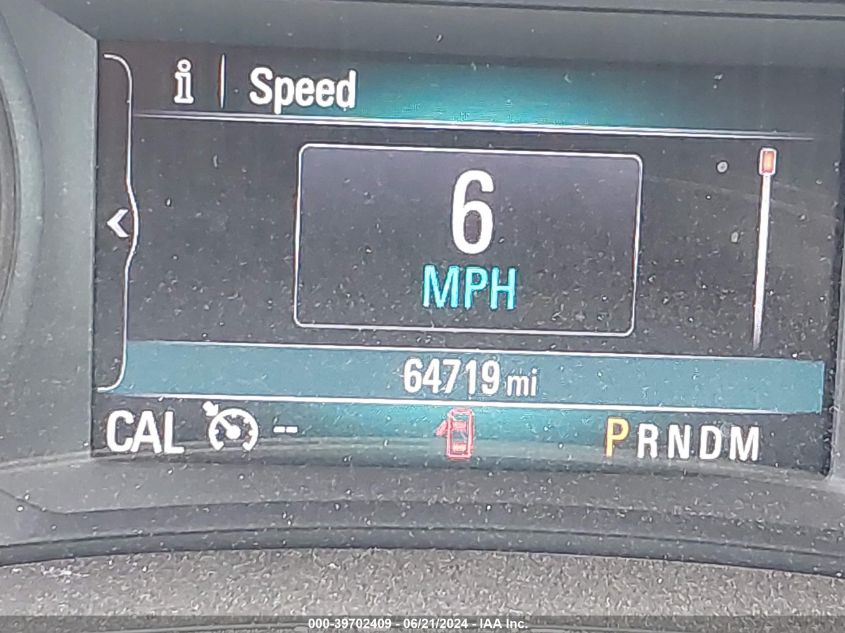 i | Speed
6
MPH
64719 mi
CAL -- PRNDM
000-39702409 - 06/21/2024 - IAA Inc.